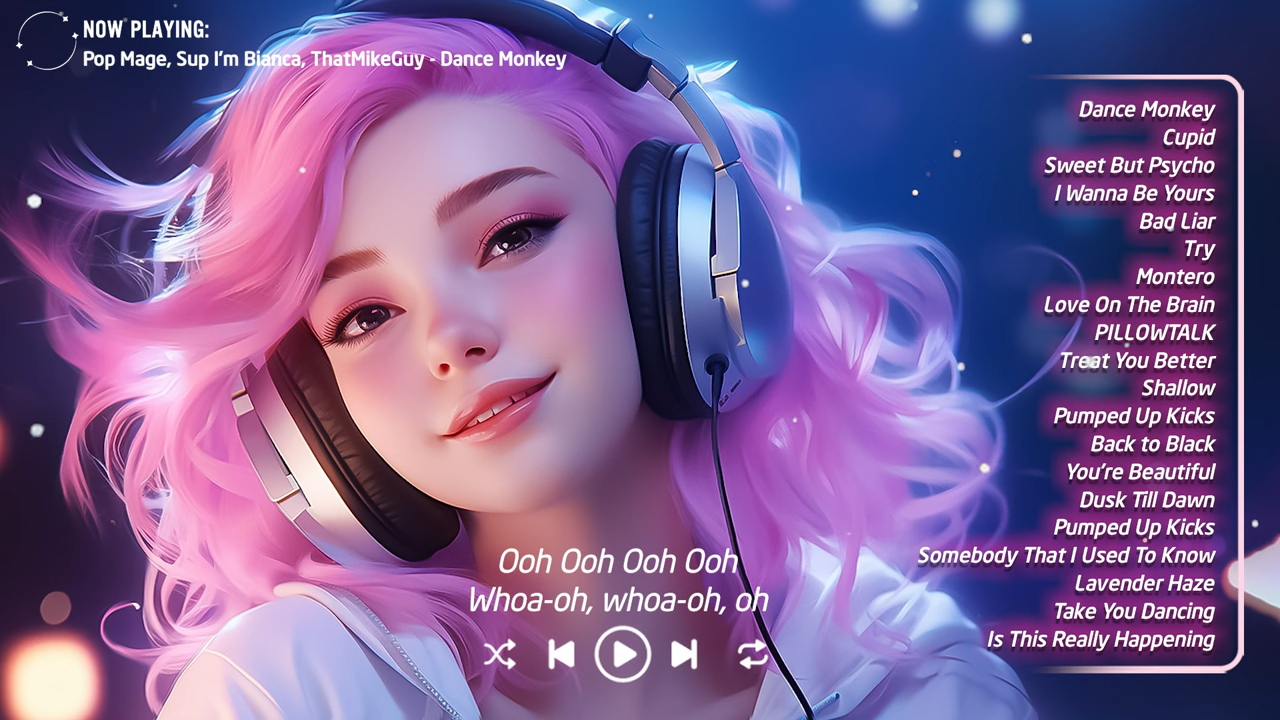 NOW PLAYING:
Pop Mage, Sup I'm Bianca, ThatMikeGuy - Dance Monkey
Dance Monkey
Cupid
Sweet But Psycho
I Wanna Be Yours
Bad Liar
Try
Montero
Love On The Brain
PILLOWTALK
Treat You Better
Shallow
Pumped Up Kicks
Back to Black
You're Beautiful
Dusk Till Dawn
Pumped Up Kicks
Somebody That I Used To Know
Lavender Haze
Take You Dancing
Is This Really Happening
Ooh Ooh Ooh Ooh
Whoa-oh, whoa-oh, oh